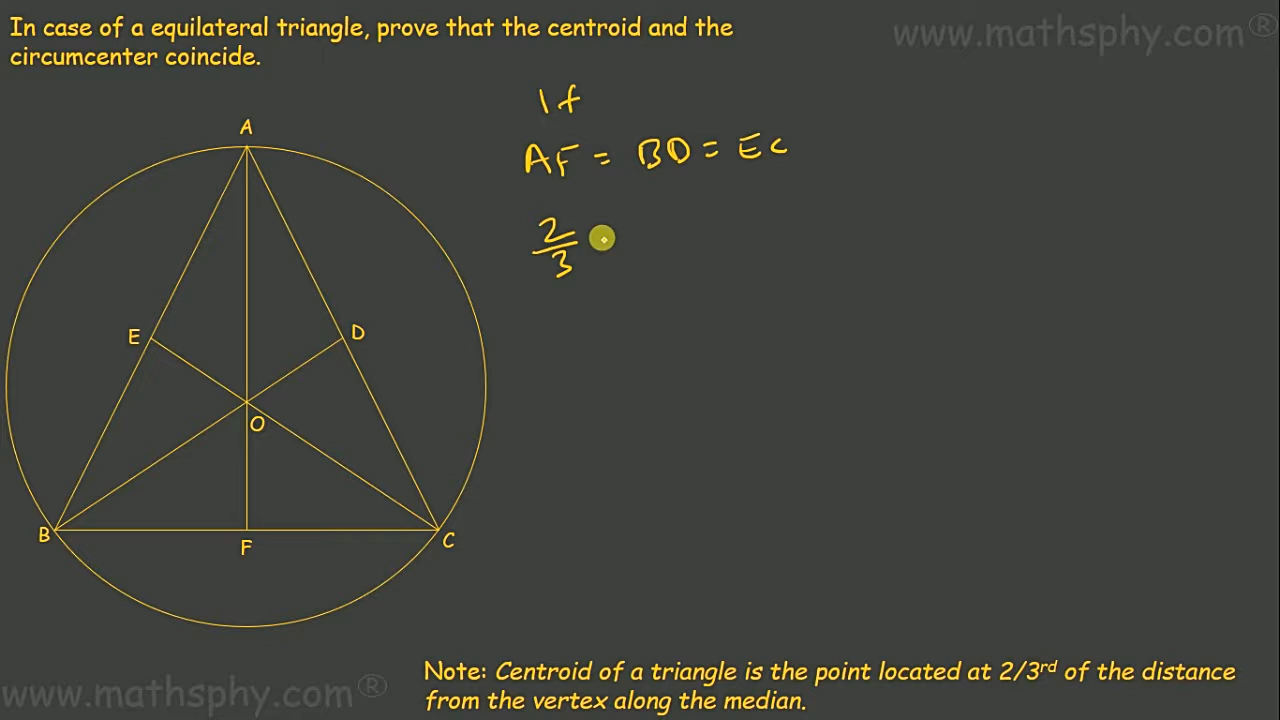 In case of a equilateral triangle, prove that the centroid and the
circumcenter coincide.
www.mathsphy.com®
If
AF = BD = EC
2/3
A
E
D
O
B
F
C
Note: Centroid of a triangle is the point located at 2/3rd of the distance
from the vertex along the median.
www.mathsphy.com®